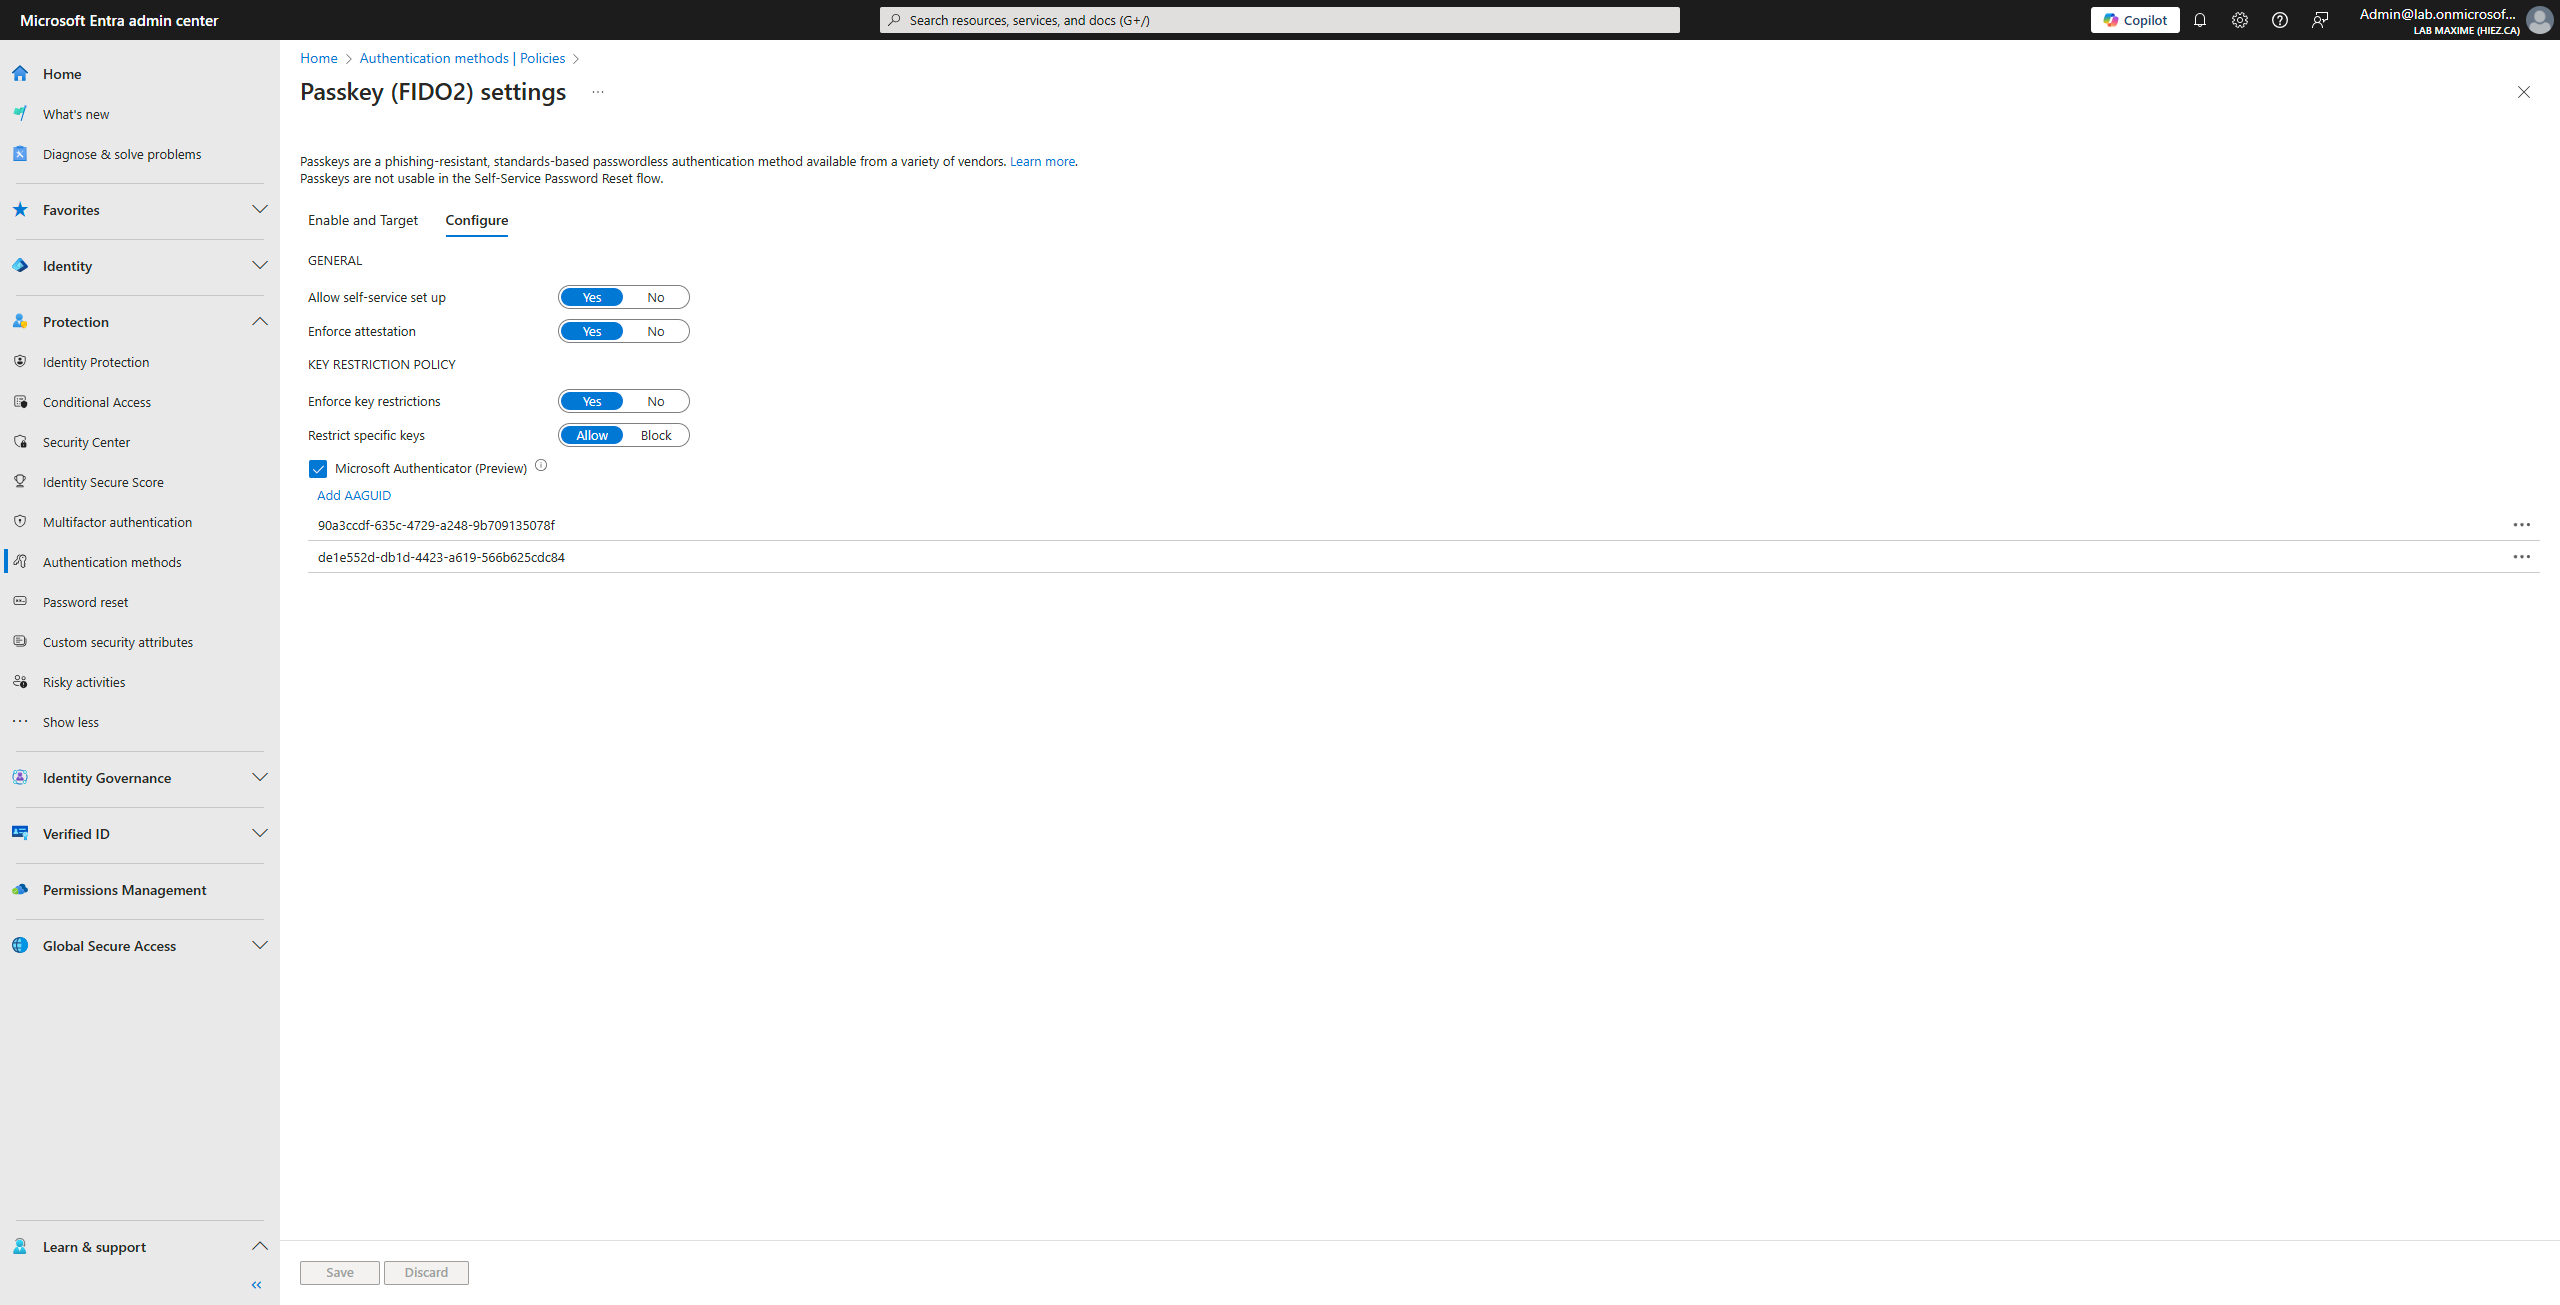 Microsoft Entra admin center
Search resources, services, and docs (G+/)
Copilot
Admin@lab.onmicrosof...
LAB MAXIME (HIEZ.CA)
Home
What's new
Diagnose & solve problems
Favorites
Identity
Protection
Identity Protection
Conditional Access
Security Center
Identity Secure Score
Multifactor authentication
Authentication methods
Password reset
Custom security attributes
Risky activities
Show less
Identity Governance
Verified ID
Permissions Management
Global Secure Access
Learn & support
Home > Authentication methods | Policies >
Passkey (FIDO2) settings ...
Passkeys are a phishing-resistant, standards-based passwordless authentication method available from a variety of vendors. Learn more.
Passkeys are not usable in the Self-Service Password Reset flow.
Enable and Target Configure
GENERAL
Allow self-service set up Yes No
Enforce attestation Yes No
KEY RESTRICTION POLICY
Enforce key restrictions Yes No
Restrict specific keys Allow Block
Microsoft Authenticator (Preview)
Add AAGUID
90a3ccdf-635c-4729-a248-9b709135078f
de1e552d-db1d-4423-a619-566b625cdc84
Save Discard